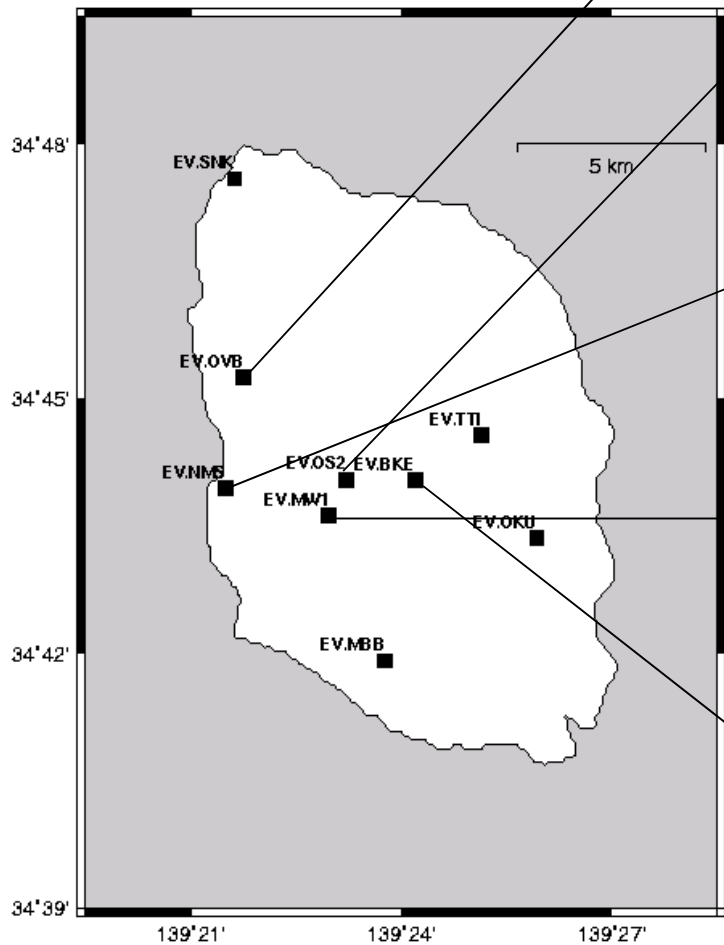 34°48'
EV.SNK
5 km
EV.OVB
34°45'
EV.TTI
EV.NMS
EV.OS2
EV.BKE
EV.MW1
EV.OKU
34°42'
EV.MBB
34°39'
139°21'
139°24'
139°27'